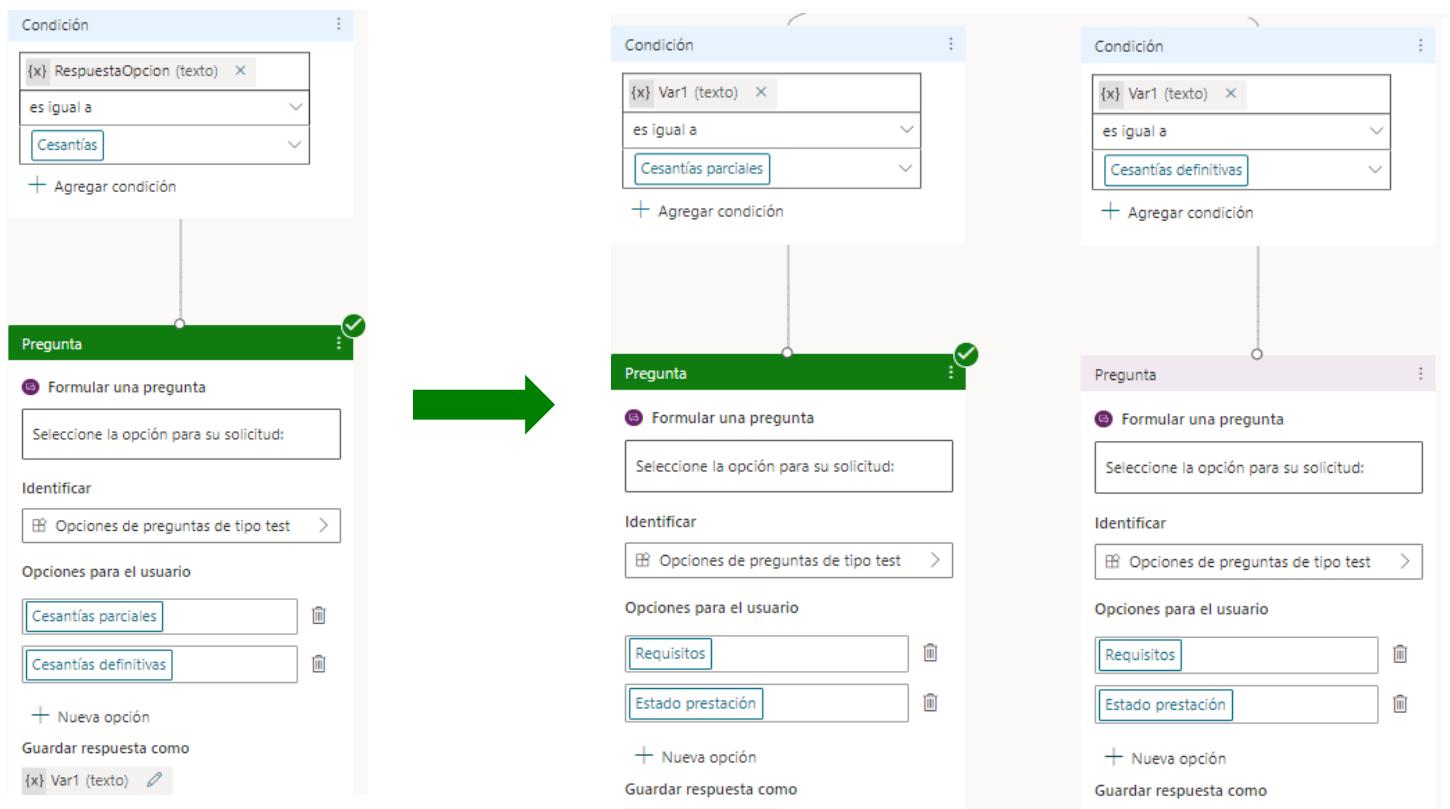 Condición
{x} RespuestaOpcion (texto) ×
es igual a
Cesantías
+ Agregar condición
Pregunta
Formular una pregunta
Seleccione la opción para su solicitud:
Identificar
Opciones de preguntas de tipo test
Opciones para el usuario
Cesantías parciales
Cesantías definitivas
+ Nueva opción
Guardar respuesta como
{x} Var1 (texto)
Condición
{x} Var1 (texto) ×
es igual a
Cesantías parciales
+ Agregar condición
Pregunta
Formular una pregunta
Seleccione la opción para su solicitud:
Identificar
Opciones de preguntas de tipo test
Opciones para el usuario
Requisitos
Estado prestación
+ Nueva opción
Guardar respuesta como
Condición
{x} Var1 (texto) ×
es igual a
Cesantías definitivas
+ Agregar condición
Pregunta
Formular una pregunta
Seleccione la opción para su solicitud:
Identificar
Opciones de preguntas de tipo test
Opciones para el usuario
Requisitos
Estado prestación
+ Nueva opción
Guardar respuesta como